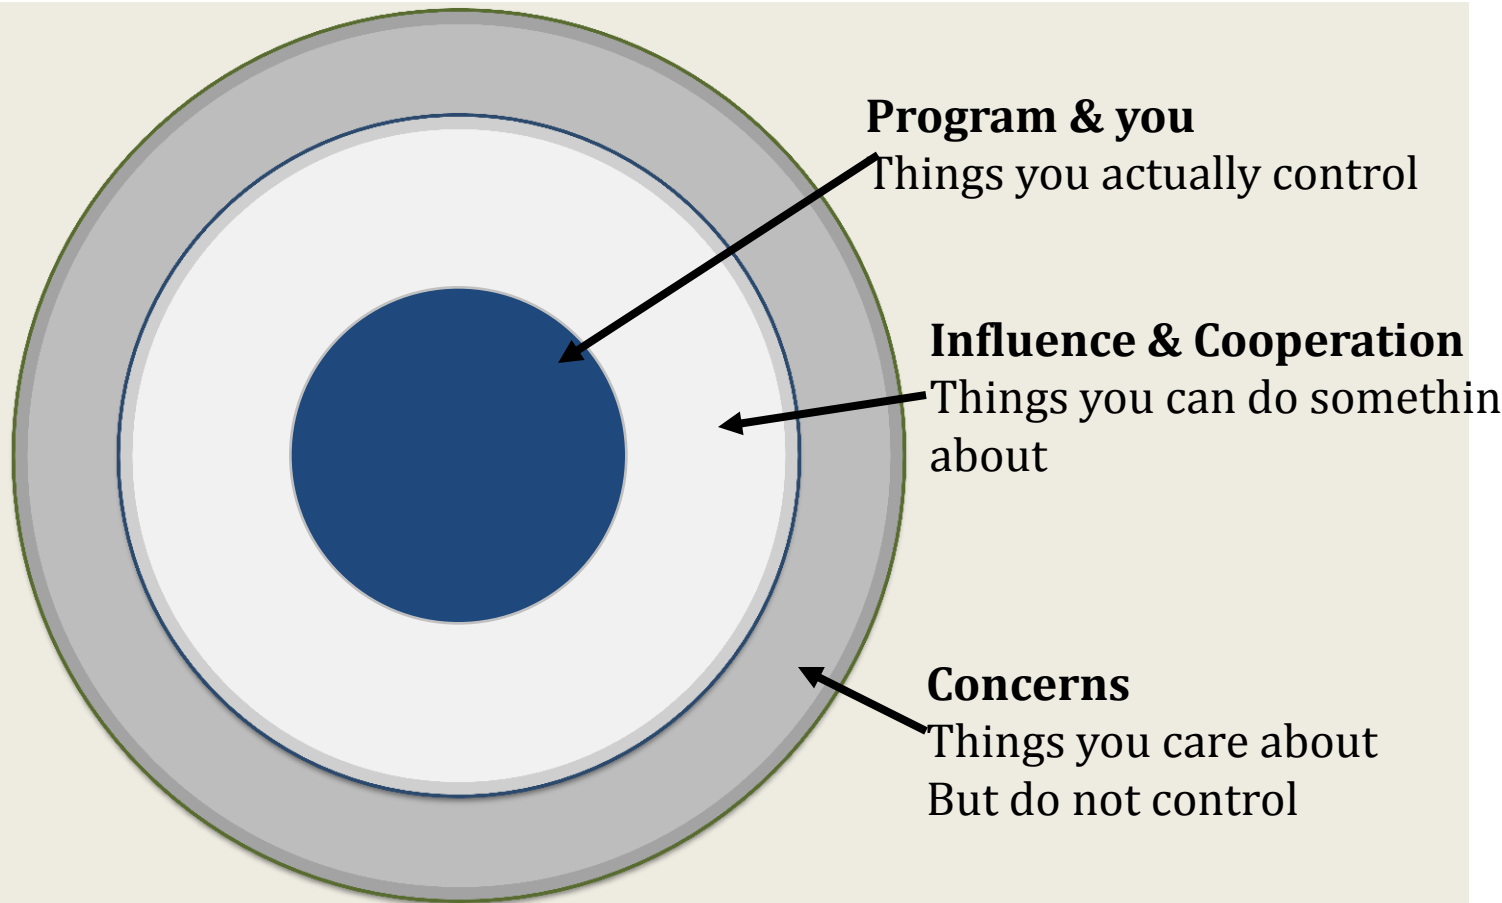 Program & you
Things you actually control
Influence & Cooperation
Things you can do somethin
about
Concerns
Things you care about
But do not control